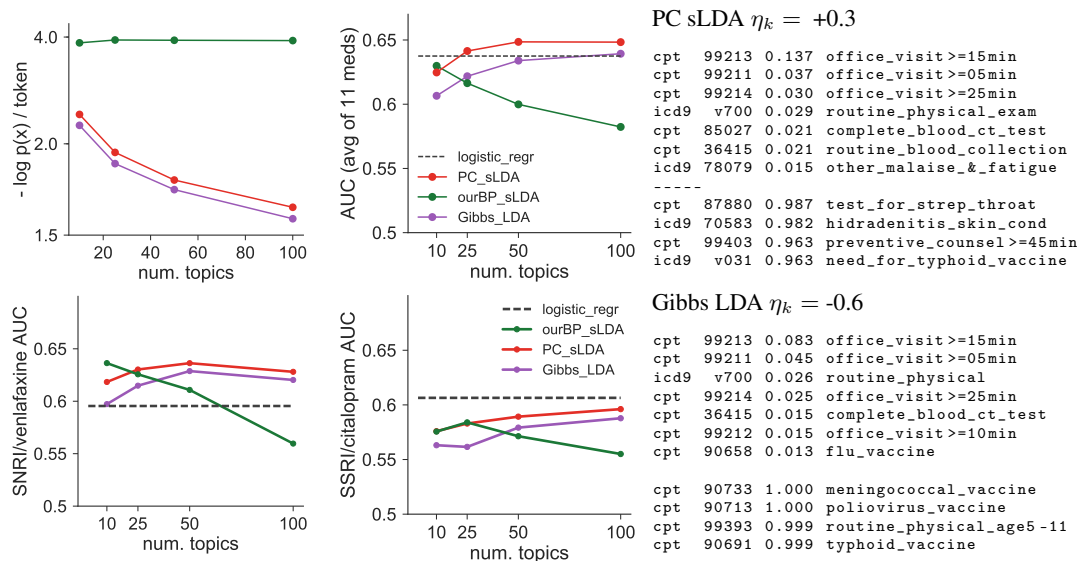 4.0
2.0
1.5
- log p(x) / token
20
40
60
80
100
num. topics
0.65
0.6
0.5
AUC (avg of 11 meds)
logistic_regr
PC_sLDA
ourBP_sLDA
Gibbs_LDA
10
25
50
100
num. topics
PC sLDA ηk = +0.3
cpt 99213 0.137 office_visit>=15min
cpt 99211 0.037 office_visit>=05min
cpt 99214 0.030 office_visit>=25min
icd9 v700 0.029 routine_physical_exam
cpt 85027 0.021 complete_blood_ct_test
cpt 36415 0.021 routine_blood_collection
icd9 78079 0.015 other_malaise_&_fatigue
-----
cpt 87880 0.987 test_for_strep_throat
icd9 70583 0.982 hidradenitis_skin_cond
cpt 99403 0.963 preventive_counsel>=45min
icd9 v031 0.963 need_for_typhoid_vaccine
0.65
0.6
0.55
0.5
SNRI/venlafaxine AUC
10
25
50
100
num. topics
0.65
0.6
0.55
0.5
SSRI/citalopram AUC
logistic_regr
ourBP_sLDA
PC_sLDA
Gibbs_LDA
10
25
50
100
num. topics
Gibbs LDA ηk = -0.6
cpt 99213 0.083 office_visit>=15min
cpt 99211 0.045 office_visit>=05min
icd9 v700 0.026 routine_physical
cpt 99214 0.025 office_visit>=25min
cpt 36415 0.015 complete_blood_ct_test
cpt 99212 0.015 office_visit>=10min
cpt 90658 0.013 flu_vaccine
cpt 90733 1.000 meningococcal_vaccine
cpt 90713 1.000 poliovirus_vaccine
cpt 99393 0.999 routine_physical_age5-11
cpt 90691 0.999 typhoid_vaccine